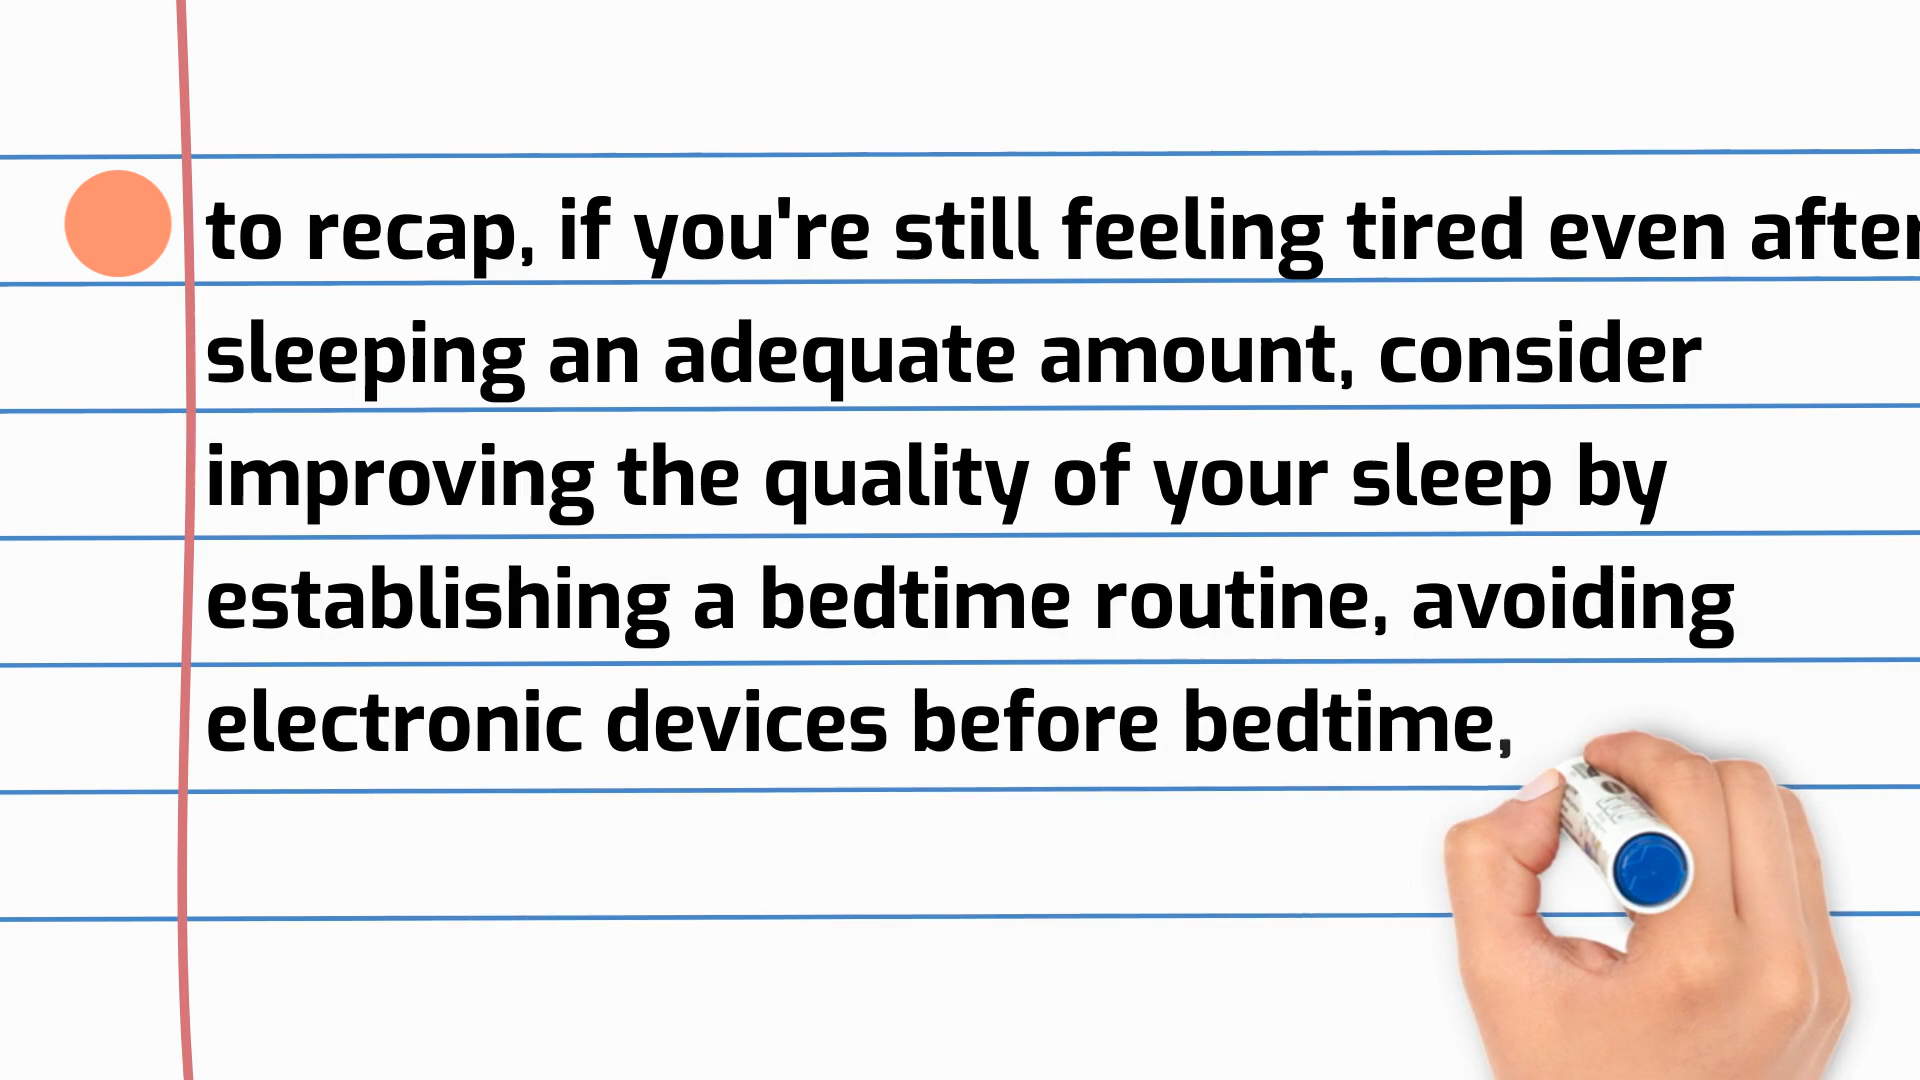 to recap, if you're still feeling tired even after
sleeping an adequate amount, consider
improving the quality of your sleep by
establishing a bedtime routine, avoiding
electronic devices before bedtime,